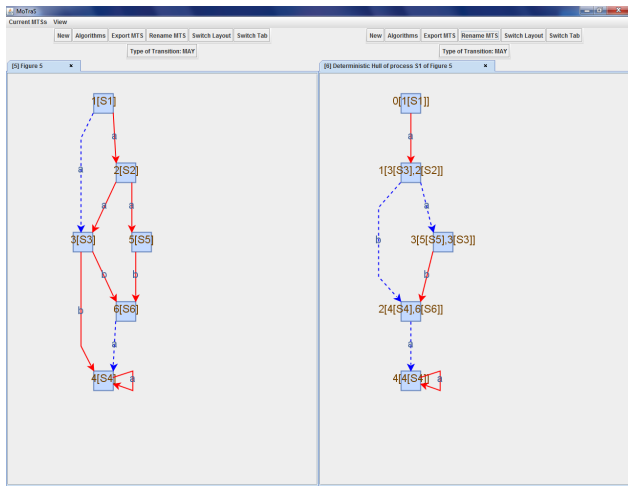 MoTraS
Current MTSs View
New Algorithms Export MTS Rename MTS Switch Layout Switch Tab
Type of Transition: MAY
[5] Figure 5
1[S1]
a
a
2[S2]
a
a
3[S3]
5[S5]
b
b
b
6[S6]
a
4[S4]
a
New Algorithms Export MTS Rename MTS Switch Layout Switch Tab
Type of Transition: MAY
[6] Deterministic Hull of process S1 of Figure 5
0[1[S1]]
a
1[3[S3],2[S2]]
a
b
3[5[S5],3[S3]]
b
2[4[S4],6[S6]]
a
4[4[S4]]
a